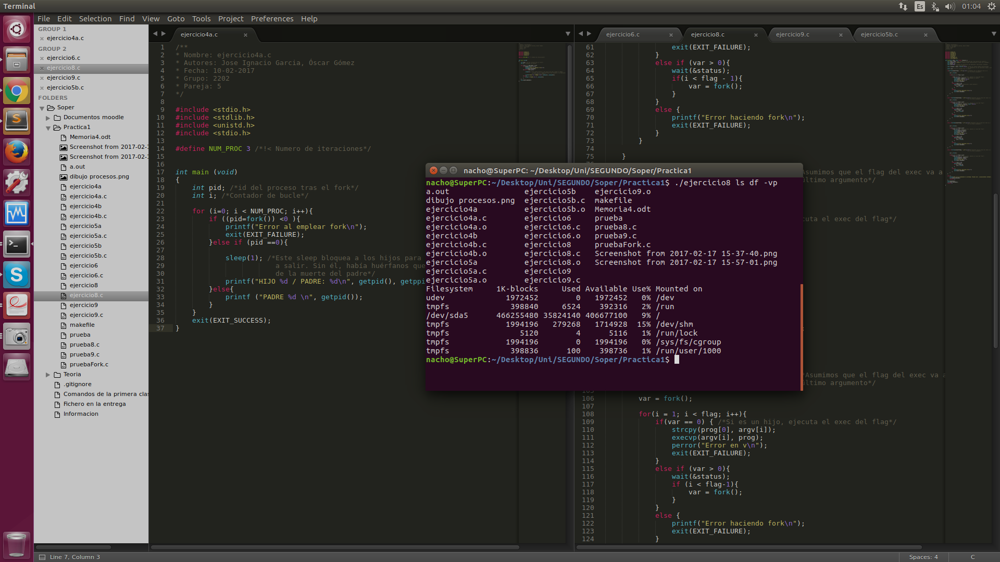 Terminal
Es
01:04
File Edit Selection Find View Goto Tools Project Preferences Help
GROUP 1
ejercicio4a.c
GROUP 2
ejercicio6.c
ejercicio8.c
ejercicio9.c
ejercicio5b.c
FOLDERS
Soper
Documentos moodle
Practica1
Memoria4.odt
Screenshot from 2017-02-1
Screenshot from 2017-02-1
a.out
dibujo procesos.png
ejercicio4a
ejercicio4a.c
ejercicio4b
ejercicio4b.c
ejercicio5a
ejercicio5a.c
ejercicio5b
ejercicio5b.c
ejercicio6
ejercicio6.c
ejercicio8
ejercicio8.c
ejercicio9
ejercicio9.c
makefile
prueba
prueba8.c
prueba9.c
pruebaFork.c
Teoria
.gitignore
Comandos de la primera clas
Fichero en la entrega
Informacion
ejercicio4a.c
1 /**
2 * Nombre: ejercicio4a.c
3 * Autores: Jose Ignacio Garcia, Óscar Gómez
4 * Fecha: 10-02-2017
5 * Grupo: 2202
6 * Pareja: 5
7 */
8
9 #include <stdio.h>
10 #include <stdlib.h>
11 #include <unistd.h>
12 #include <stdio.h>
13
14 #define NUM_PROC 3 /*!< Numero de iteraciones*/
15
16
17 int main (void)
18 {
19 int pid; /*id del proceso tras el fork*/
20 int i; /*Contador de bucle*/
21
22 for (i=0; i < NUM_PROC; i++){
23 if ((pid=fork()) <0 ){
24 printf("Error al emplear fork\n");
25 exit(EXIT_FAILURE);
26 }else if (pid ==0){
27
28 sleep(1); /*Este sleep bloquea a los hijos para
29 a salir. Sin él, había huérfanos que
30 de la muerte del padre*/
31 printf("HIJO %d / PADRE: %d\n", getpid(), getppi
32 }else{
33 printf ("PADRE %d \n", getpid());
34 }
35 }
36 exit(EXIT_SUCCESS);
37 }
ejercicio6.c ejercicio8.c ejercicio9.c ejercicio5b.c
61 exit(EXIT_FAILURE);
62 }
63 else if (var > 0){
64 wait(&status);
65 if(i < flag - 1){
66 var = fork();
67 }
68 }
69 else {
70 printf("Error haciendo fork\n");
71 exit(EXIT_FAILURE);
72 }
73 }
74
75 }
Asumimos que el flag del exec va a
último argumento*/
uta el exec del flag*/
*Asumimos que el flag del exec va a
último argumento*/
106 var = fork();
107
108 for(i = 1; i < flag; i++){
109 if(var == 0) { /*Si es un hijo, ejecuta el exec del flag*/
110 strcpy(prog[0], argv[i]);
111 execvp(argv[i], prog);
112 perror("Error en v\n");
113 exit(EXIT_FAILURE);
114 }
115 else if (var > 0){
116 wait(&status);
117 if (i < flag-1){
118 var = fork();
119 }
120 }
121 else {
122 printf("Error haciendo fork\n");
123 exit(EXIT_FAILURE);
124 }
nacho@SuperPC: ~/Desktop/Uni/SEGUNDO/Soper/Practica1
nacho@SuperPC:~/Desktop/Uni/SEGUNDO/Soper/Practica1$ ./ejercicio8 ls df -vp
a.out ejercicio5b ejercicio9.o
dibujo procesos.png ejercicio5b.c makefile
ejercicio4a ejercicio5b.o Memoria4.odt
ejercicio4a.c ejercicio6 prueba
ejercicio4a.o ejercicio6.c prueba8.c
ejercicio4b ejercicio6.o prueba9.c
ejercicio4b.c ejercicio8 pruebaFork.c
ejercicio4b.o ejercicio8.c Screenshot from 2017-02-17 15-37-40.png
ejercicio5a ejercicio8.o Screenshot from 2017-02-17 15-57-01.png
ejercicio5a.c ejercicio9
ejercicio5a.o ejercicio9.c
Filesystem 1K-blocks Used Available Use% Mounted on
udev 1972452 0 1972452 0% /dev
tmpfs 398840 6524 392316 2% /run
/dev/sda5 466255480 35824140 406677100 9% /
tmpfs 1994196 279268 1714928 15% /dev/shm
tmpfs 5120 4 5116 1% /run/lock
tmpfs 1994196 0 1994196 0% /sys/fs/cgroup
tmpfs 398836 100 398736 1% /run/user/1000
nacho@SuperPC:~/Desktop/Uni/SEGUNDO/Soper/Practica1$
Line 7, Column 3
Spaces: 4
C